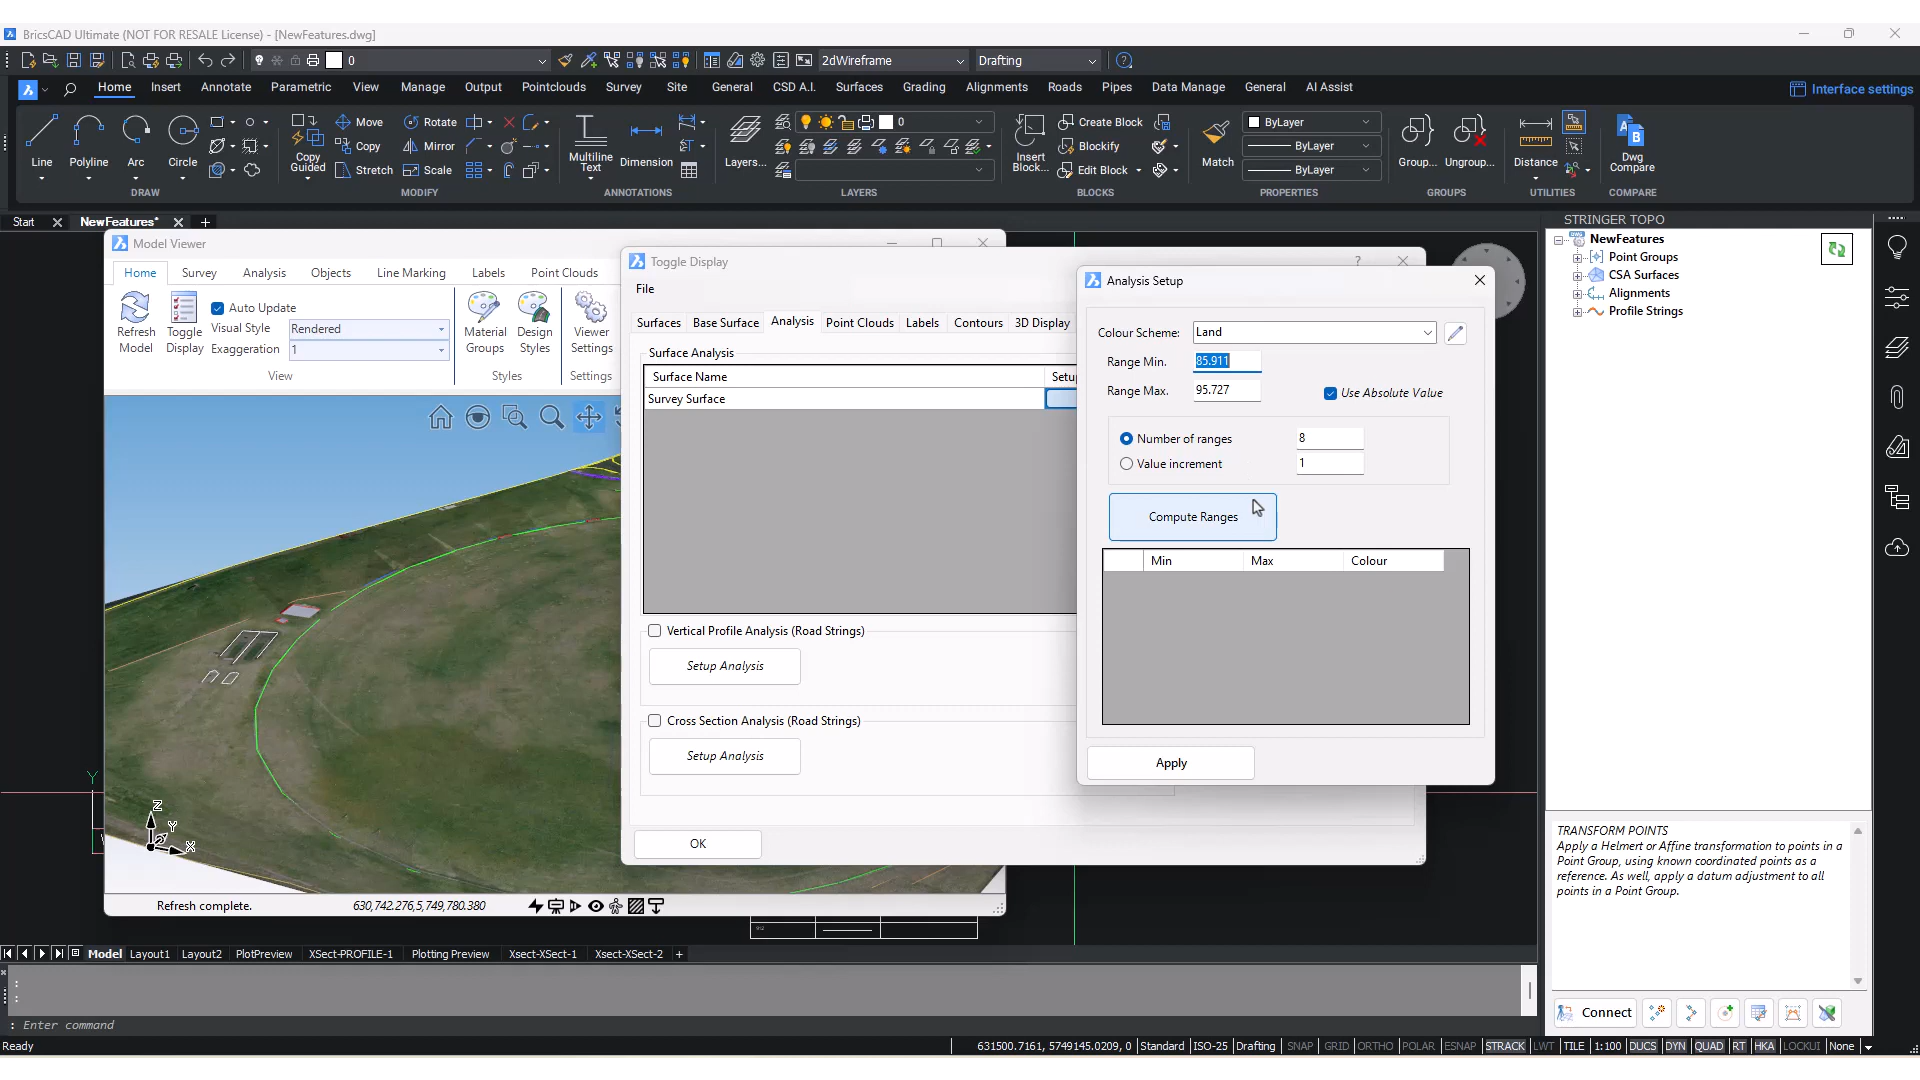 BricsCAD Ultimate (NOT FOR RESALE License) - [NewFeatures.dwg]
0
2dWireframe
Drafting
Home Insert Annotate Parametric View Manage Output Pointclouds Survey Site General CSD A.I. Surfaces Grading Alignments Roads Pipes Data Manage General AI Assist
Interface settings
Line
Polyline
Arc
Circle
DRAW
Copy Guided
Move
Copy
Stretch
Rotate
Mirror
Scale
MODIFY
Multiline Text
Dimension
ANNOTATIONS
Layers...
0
LAYERS
Insert Block...
Create Block
Blockify
Edit Block
BLOCKS
Match
ByLayer
ByLayer
ByLayer
PROPERTIES
Group...
Ungroup...
GROUPS
Distance
UTILITIES
Dwg Compare
COMPARE
Start
NewFeatures*
Model Viewer
Home Survey Analysis Objects Line Marking Labels Point Clouds
Refresh Model
Toggle Display
Auto Update
Visual Style Rendered
Exaggeration 1
View
Material Groups
Design Styles
Styles
Viewer Settings
Settings
Z
Y
X
Y
Refresh complete.
630,742.276,5,749,780.380
Toggle Display
?
File
Surfaces Base Surface Analysis Point Clouds Labels Contours 3D Display
Surface Analysis
Surface Name
Setup
Survey Surface
Vertical Profile Analysis (Road Strings)
Setup Analysis
Cross Section Analysis (Road Strings)
Setup Analysis
OK
Analysis Setup
Colour Scheme: Land
Range Min. 85.911
Range Max. 95.727
Use Absolute Value
Number of ranges 8
Value increment 1
Compute Ranges
Min Max Colour
Apply
STRINGER TOPO
NewFeatures
Point Groups
CSA Surfaces
Alignments
Profile Strings
TRANSFORM POINTS
Apply a Helmert or Affine transformation to points in a
Point Group, using known coordinated points as a
reference. As well, apply a datum adjustment to all
points in a Point Group.
Connect
Model Layout1 Layout2 PlotPreview XSect-PROFILE-1 Plotting Preview Xsect-XSect-1 Xsect-XSect-2 +
:
:
: Enter command
Ready
631500.7161, 5749145.0209, 0 Standard ISO-25 Drafting SNAP GRID ORTHO POLAR ESNAP STRACK LWT TILE 1:100 DUCS DYN QUAD RT HKA LOCKUI None